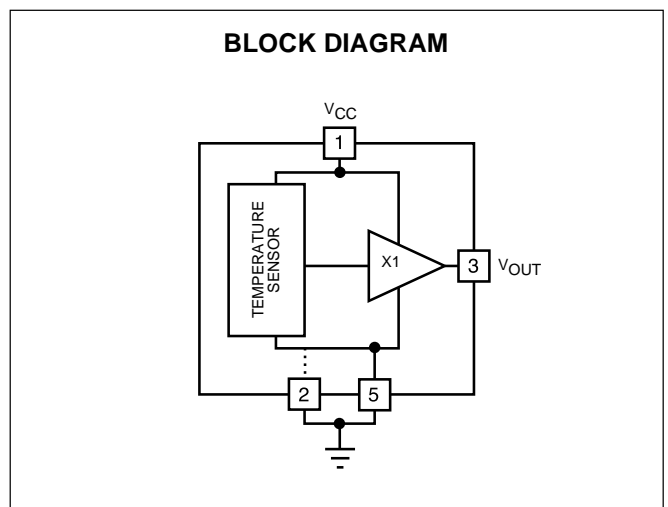 BLOCK DIAGRAM
VCC
1
TEMPERATURE
SENSOR
X1
3
VOUT
2
5